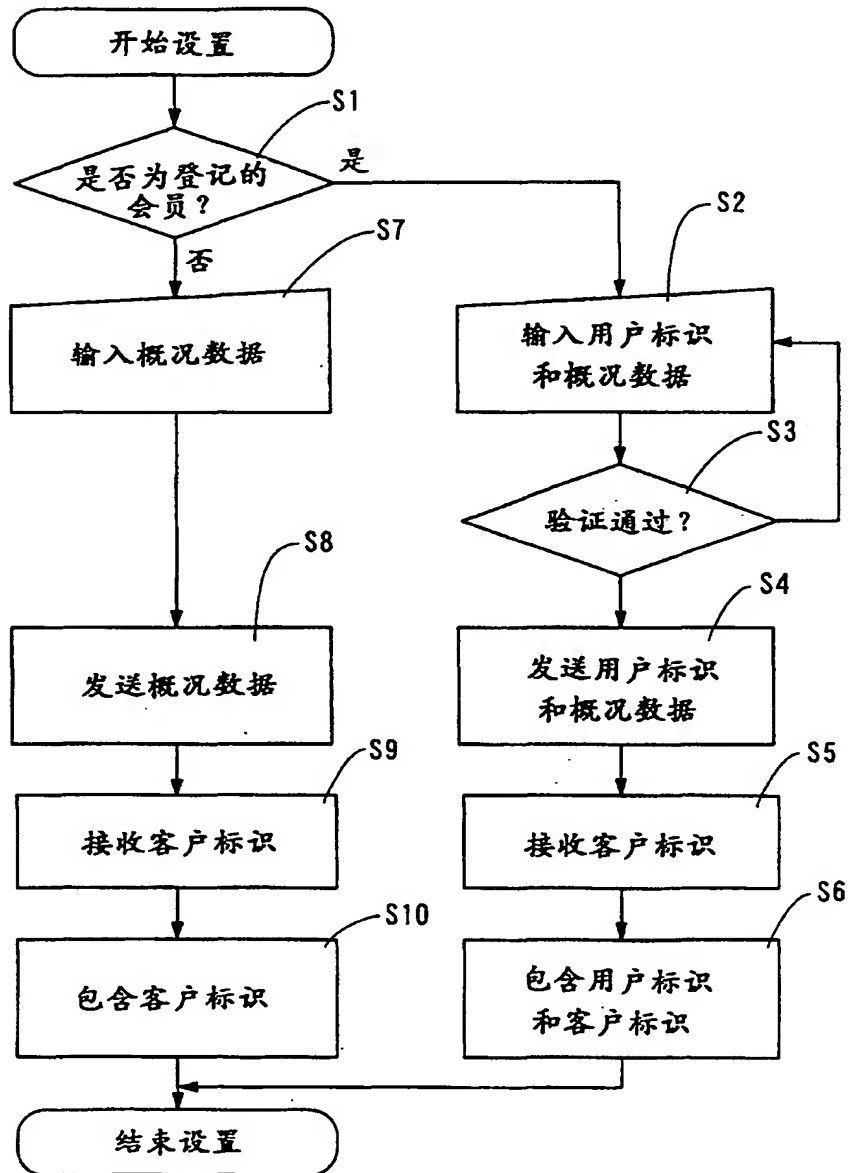 开始设置
S1
是否为登记的
会员？
是
否
S7
S2
输入概况数据
输入用户标识
和概况数据
S3
验证通过？
S8
S4
发送概况数据
发送用户标识
和概况数据
S9
S5
接收客户标识
接收客户标识
S10
S6
包含客户标识
包含用户标识
和客户标识
结束设置